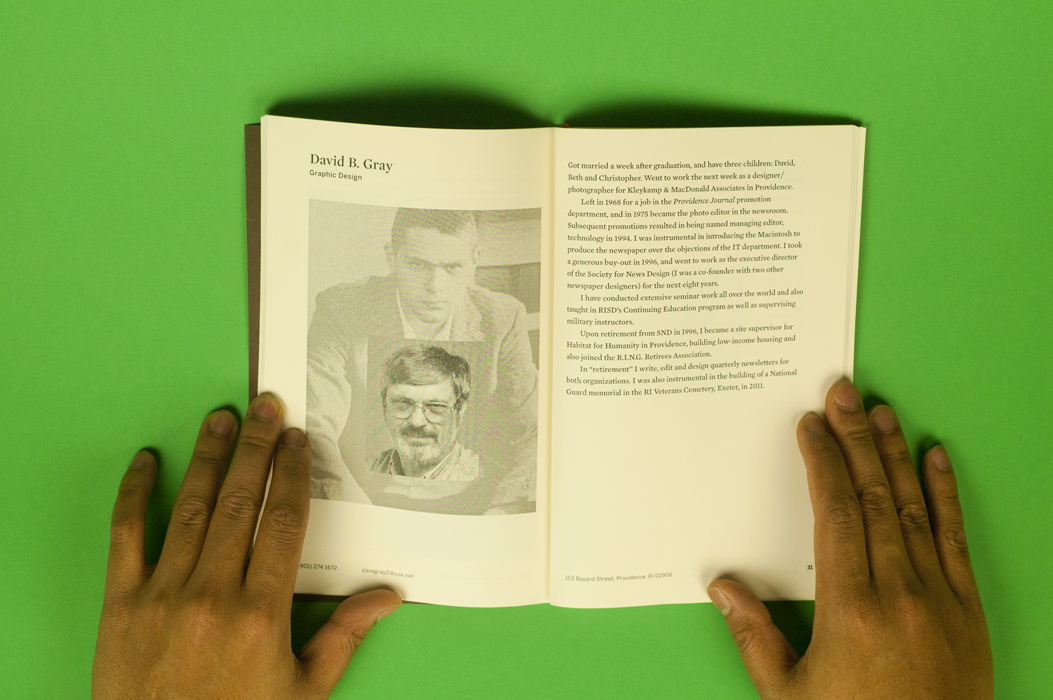 David B. Gray
Graphic Design
401) 274 1672
Got married a week after graduation, and have three children: David,
Beth and Christopher. Went to work the next week as a designer/
photographer for Kleykamp & MacDonald Associates in Providence.
Left in 1968 for a job in the Providence Journal promotion
department, and in 1975 became the photo editor in the newsroom.
Subsequent promotions resulted in being named managing editor,
technology in 1994. I was instrumental in introducing the Macintosh to
produce the newspaper over the objections of the IT department. I took
a generous buy-out in 1996, and went to work as the executive director
of the Society for News Design (I was a co-founder with two other
newspaper designers) for the next eight years.
I have conducted extensive seminar work all over the world and also
taught in RISD's Continuing Education program as well as supervising
military instructors.
Upon retirement from SND in 1996, I became a site supervisor for
Habitat for Humanity in Providence, building low-income housing and
also joined the R.I.N.G. Retirees Association.
In “retirement” I write, edit and design quarterly newsletters for
both organizations. I was also instrumental in the building of a National
Guard memorial in the RI Veterans Cemetery, Exeter, in 2011.
153 Bayard Street, Providence, RI 02906
31